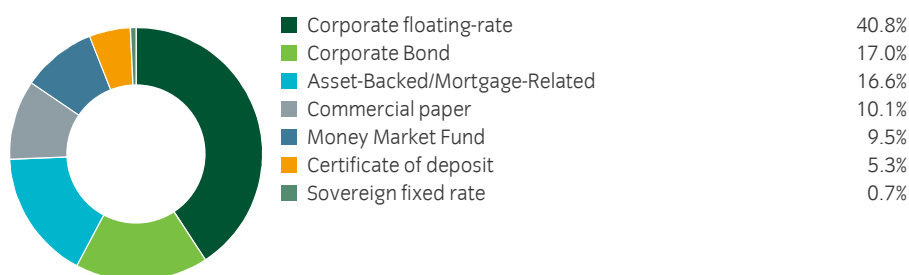 Corporate floating-rate 40.8%
Corporate Bond 17.0%
Asset-Backed/Mortgage-Related 16.6%
Commercial paper 10.1%
Money Market Fund 9.5%
Certificate of deposit 5.3%
Sovereign fixed rate 0.7%